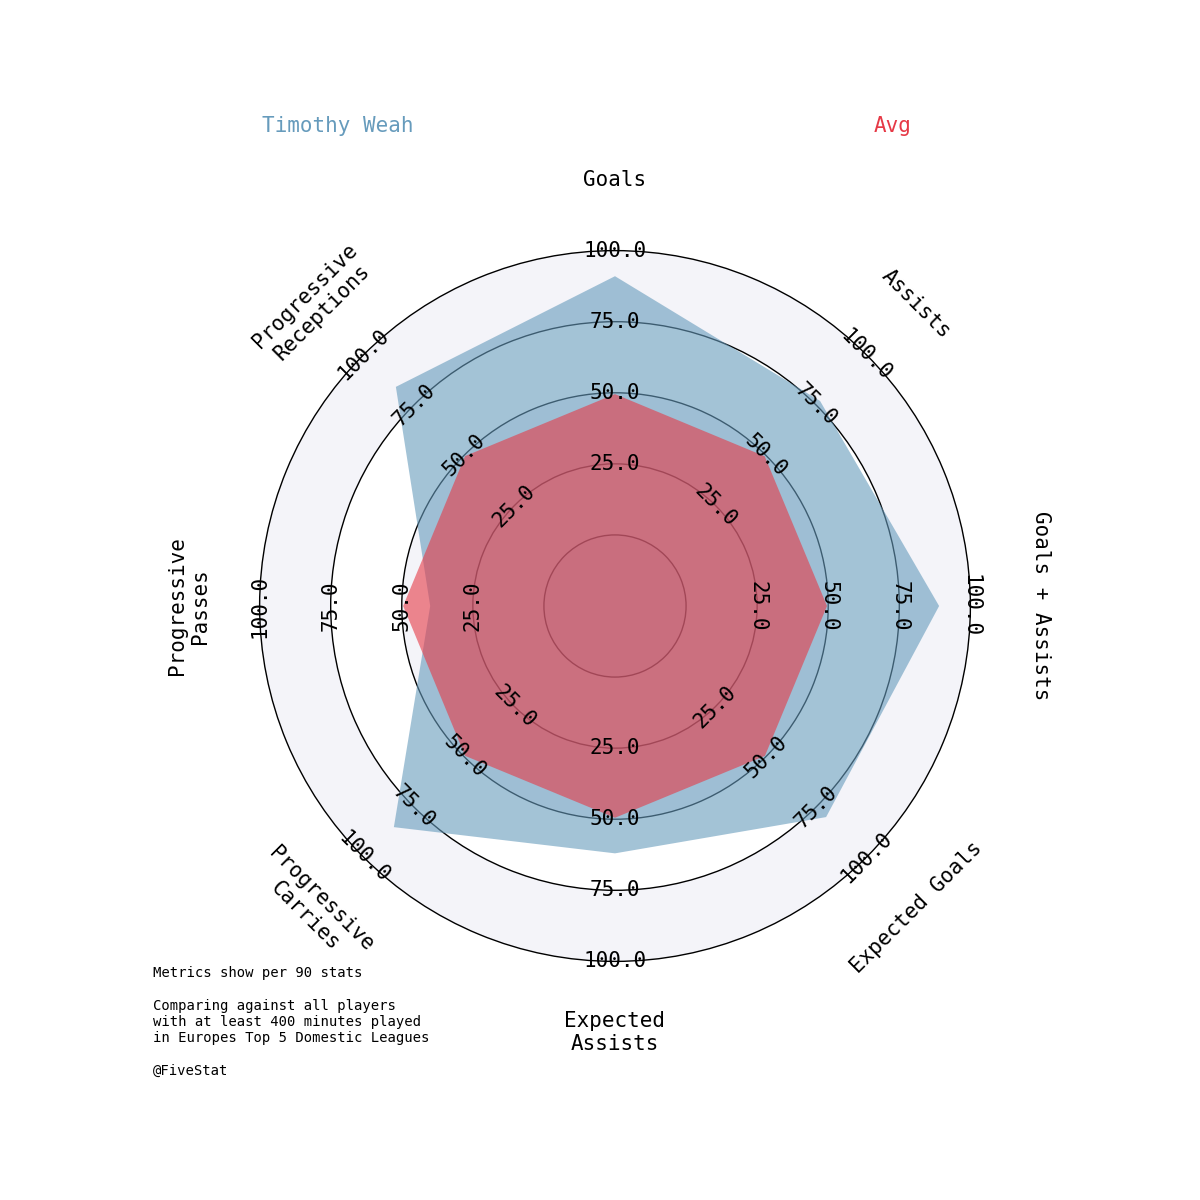 Timothy Weah
Avg
Goals
100.0
75.0
50.0
25.0
Assists
100.0
75.0
50.0
25.0
Goals + Assists
100.0
75.0
50.0
25.0
Expected Goals
100.0
75.0
50.0
25.0
Expected
Assists
100.0
75.0
50.0
25.0
Progressive
Carries
100.0
75.0
50.0
25.0
Progressive
Passes
100.0
75.0
50.0
25.0
Progressive
Receptions
100.0
75.0
50.0
25.0
Metrics show per 90 stats
Comparing against all players
with at least 400 minutes played
in Europes Top 5 Domestic Leagues
@FiveStat